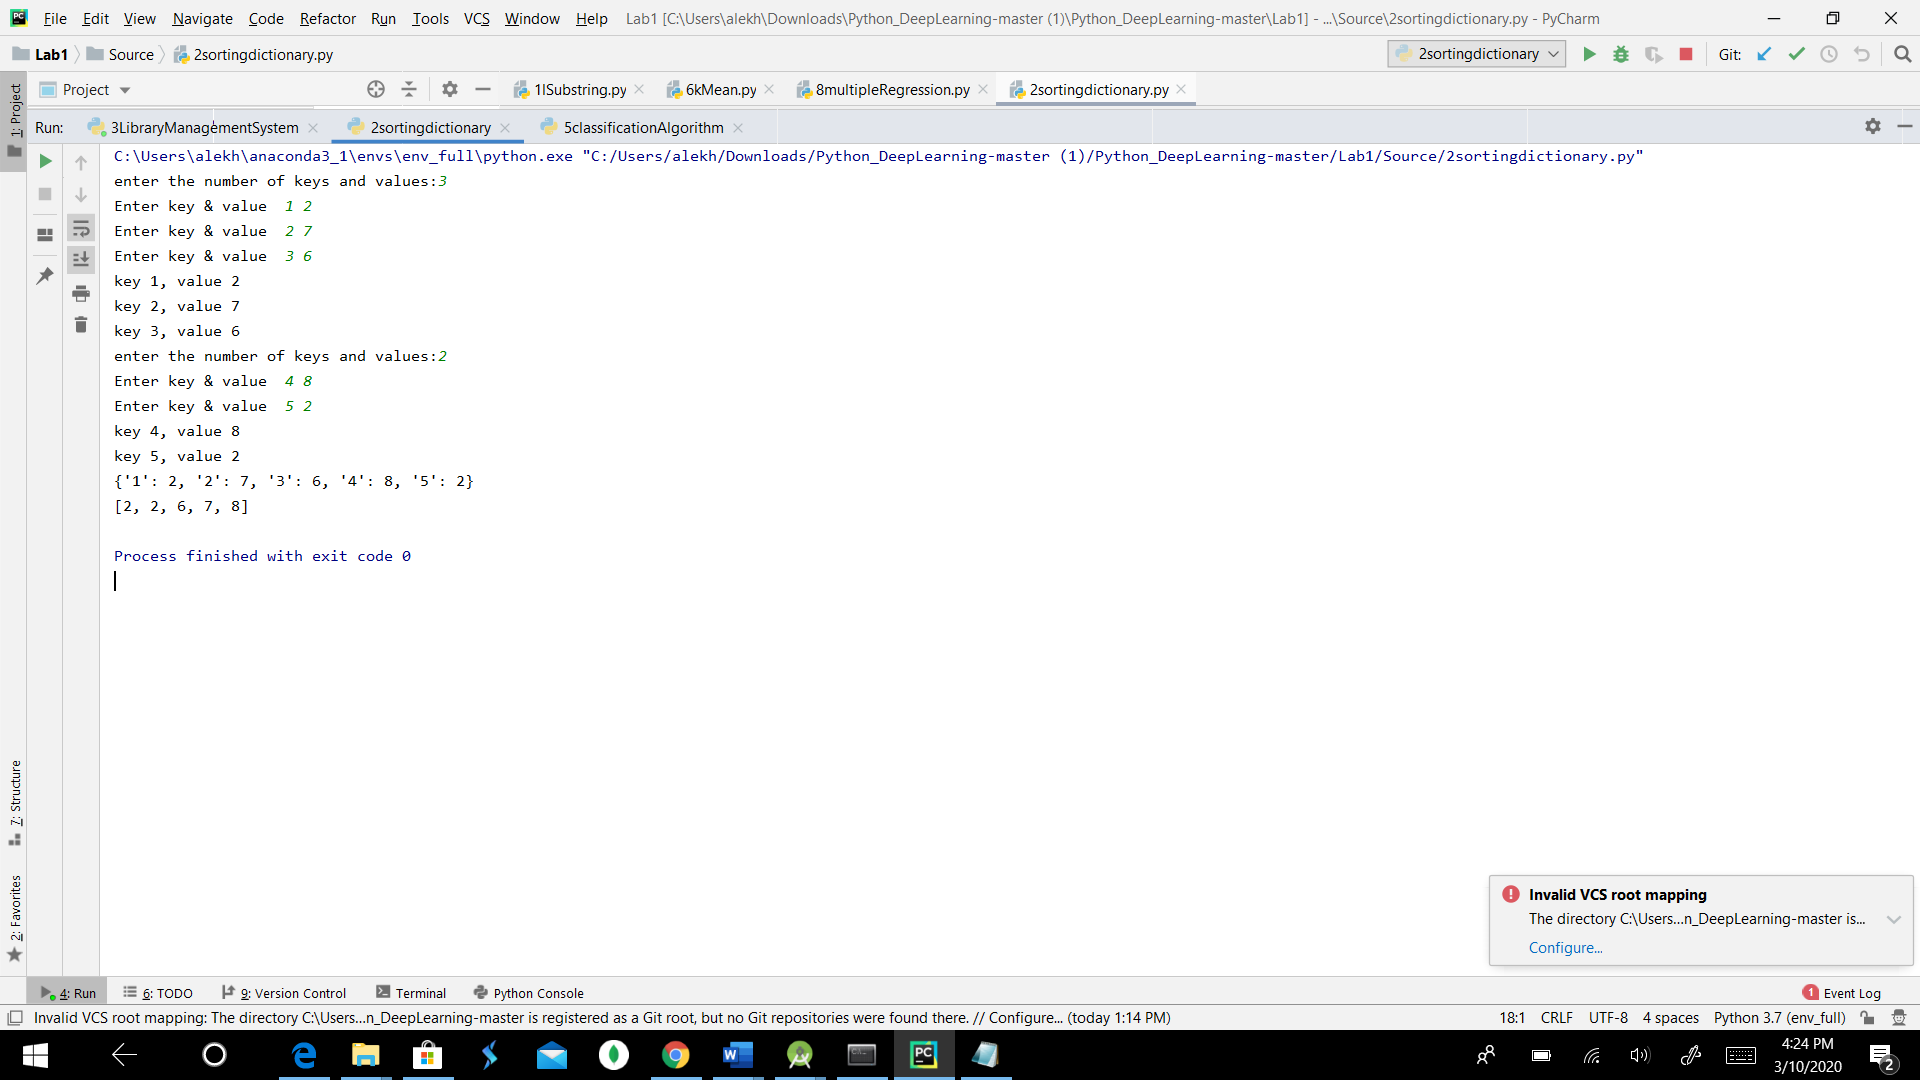 File Edit View Navigate Code Refactor Run Tools VCS Window Help Lab1 [C:\Users\alekh\Downloads\Python_DeepLearning-master (1)\Python_DeepLearning-master\Lab1] - ...\Source\2sortingdictionary.py - PyCharm
Lab1 Source 2sortingdictionary.py 2sortingdictionary Git:
Project 1ISubstring.py 6kMean.py 8multipleRegression.py 2sortingdictionary.py
1: Project
Run: 3LibraryManagementSystem 2sortingdictionary 5classificationAlgorithm
C:\Users\alekh\anaconda3_1\envs\env_full\python.exe "C:/Users/alekh/Downloads/Python_DeepLearning-master (1)/Python_DeepLearning-master/Lab1/Source/2sortingdictionary.py"
enter the number of keys and values:3
Enter key & value  1 2
Enter key & value  2 7
Enter key & value  3 6
key 1, value 2
key 2, value 7
key 3, value 6
enter the number of keys and values:2
Enter key & value  4 8
Enter key & value  5 2
key 4, value 8
key 5, value 2
{'1': 2, '2': 7, '3': 6, '4': 8, '5': 2}
[2, 2, 6, 7, 8]
Process finished with exit code 0
7: Structure
2: Favorites
Invalid VCS root mapping
The directory C:\Users...n_DeepLearning-master is...
Configure...
4: Run 6: TODO 9: Version Control Terminal Python Console 1 Event Log
Invalid VCS root mapping: The directory C:\Users...n_DeepLearning-master is registered as a Git root, but no Git repositories were found there. // Configure... (today 1:14 PM) 18:1 CRLF UTF-8 4 spaces Python 3.7 (env_full)
4:24 PM
3/10/2020
2